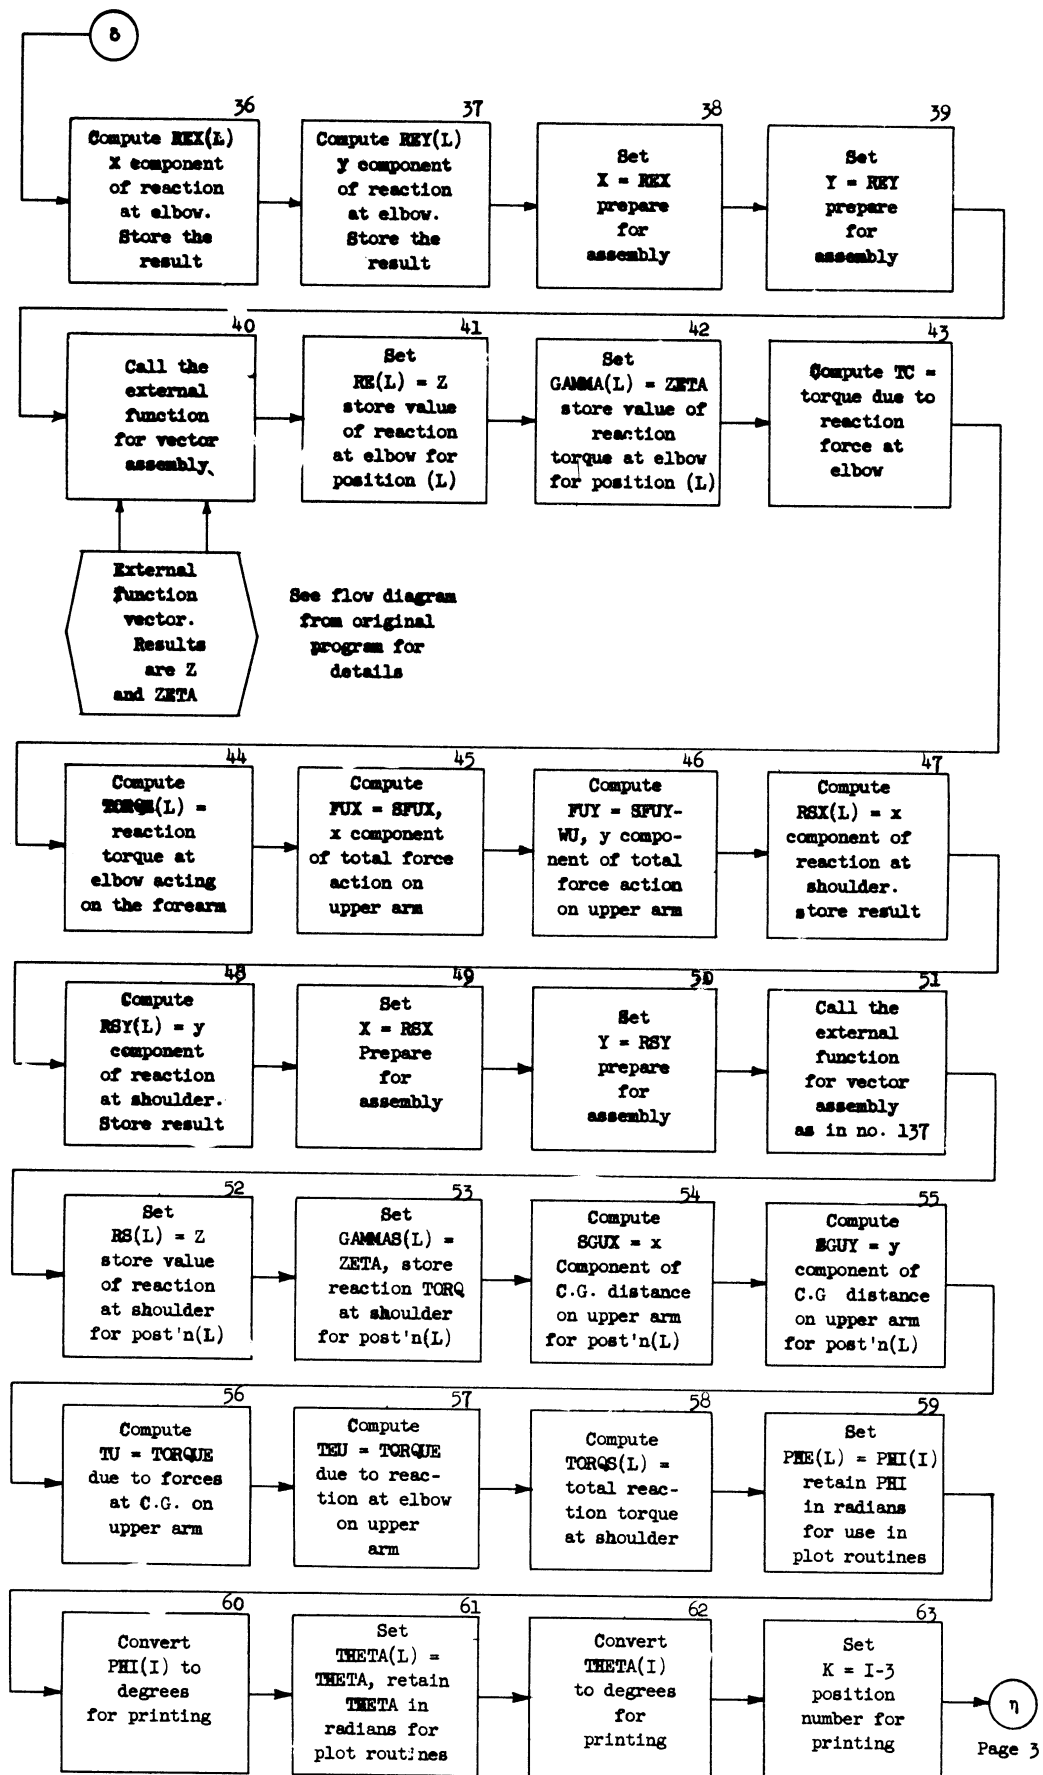 δ
36
Compute REX(L)
X component
of reaction
at elbow.
Store the
result
37
Compute REY(L)
y component
of reaction
at elbow.
Store the
result
38
Set
X = REX
prepare
for
assembly
39
Set
Y = REY
prepare
for
assembly
40
Call the
external
function
for vector
assembly
41
Set
RE(L) = Z
store value
of reaction
at elbow for
position (L)
42
Set
GAMMA(L) = ZETA
store value of
reaction
torque at elbow
for position (L)
43
Compute TC =
torque due to
reaction
force at
elbow
External
function
vector.
Results
are Z
and ZETA
See flow diagram
from original
program for
details
44
Compute
TORQE(L) =
reaction
torque at
elbow acting
on the forearm
45
Compute
FUX = SFUX,
x component
of total force
action on
upper arm
46
Compute
FUY = SFUY-
WU, y compo-
nent of total
force action
on upper arm
47
Compute
RSX(L) = x
component of
reaction at
shoulder.
store result
48
Compute
RSY(L) = y
component
of reaction
at shoulder.
Store result
49
Set
X = RSX
Prepare
for
assembly
50
Set
Y = RSY
prepare
for
assembly
51
Call the
external
function
for vector
assembly
as in no. 137
52
Set
RS(L) = Z
store value
of reaction
at shoulder
for post'n(L)
53
Set
GAMMAS(L) =
ZETA, store
reaction TORQ
at shoulder
for post'n(L)
54
Compute
SGUX = x
Component of
C.G. distance
on upper arm
for post'n(L)
55
Compute
SGUY = y
component of
C.G distance
on upper arm
for post'n(L)
56
Compute
TU = TORQUE
due to forces
at C.G. on
upper arm
57
Compute
TEU = TORQUE
due to reac-
tion at elbow
on upper
arm
58
Compute
TORQS(L) =
total reac-
tion torque
at shoulder
59
Set
PHE(L) = PHI(I)
retain PHI
in radians
for use in
plot routines
60
Convert
PHI(I) to
degrees
for printing
61
Set
THETA(L) =
THETA, retain
THETA in
radians for
plot routines
62
Convert
THETA(I)
to degrees
for
printing
63
Set
K = I-3
position
number for
printing
η
Page 3